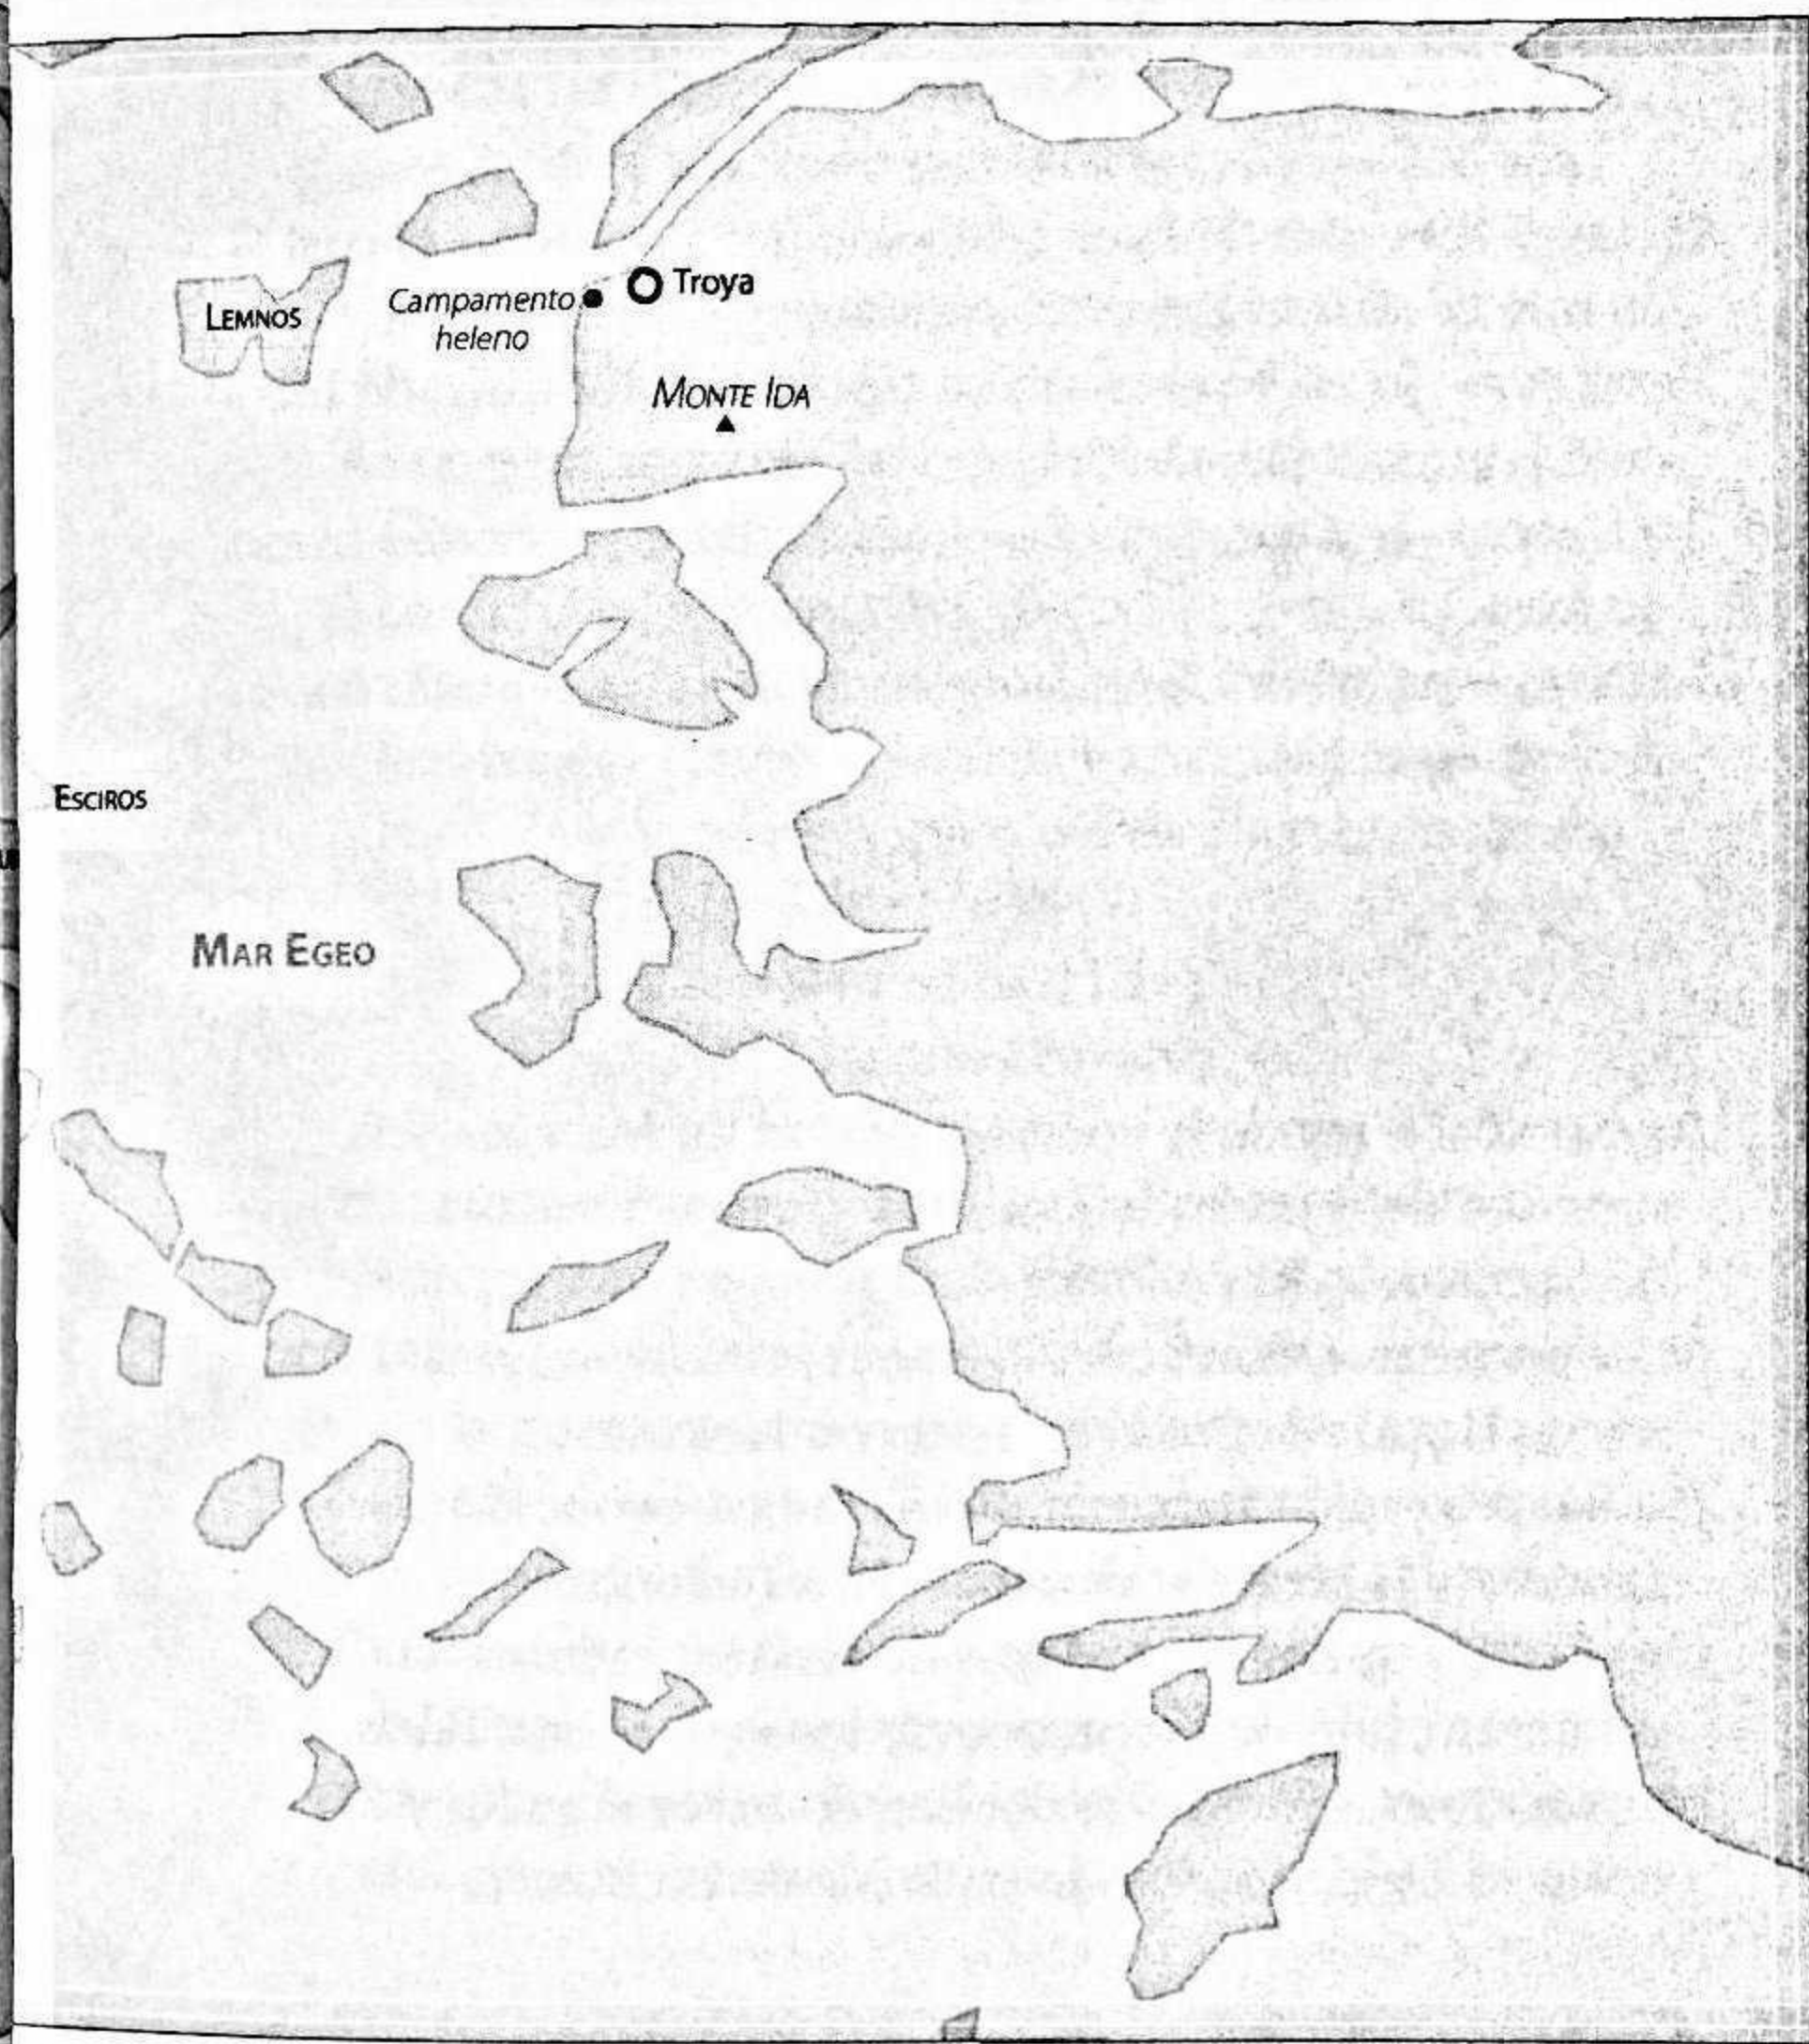 Troya
Campamento
heleno
LEMNOS
MONTE IDA
ESCIROS
MAR EGEO